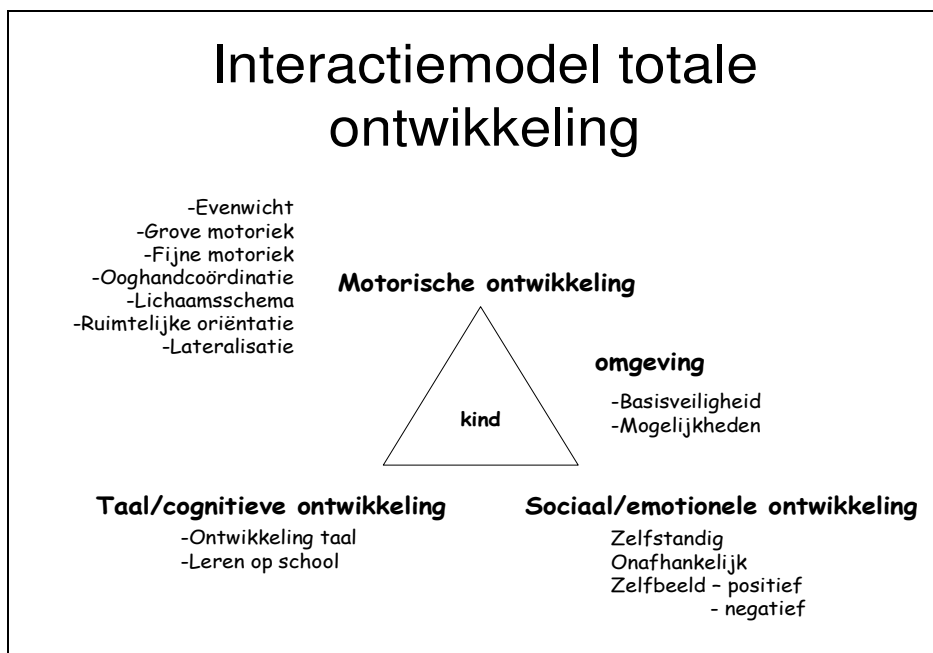 Interactiemodel totale
ontwikkeling
-Evenwicht
-Grove motoriek
-Fijne motoriek
-Ooghandcoördinatie
-Lichaamsschema
-Ruimtelijke oriëntatie
-Lateralisatie
Motorische ontwikkeling
omgeving
-Basisveiligheid
-Mogelijkheden
kind
Taal/cognitieve ontwikkeling
-Ontwikkeling taal
-Leren op school
Sociaal/emotionele ontwikkeling
Zelfstandig
Onafhankelijk
Zelfbeeld – positief
- negatief